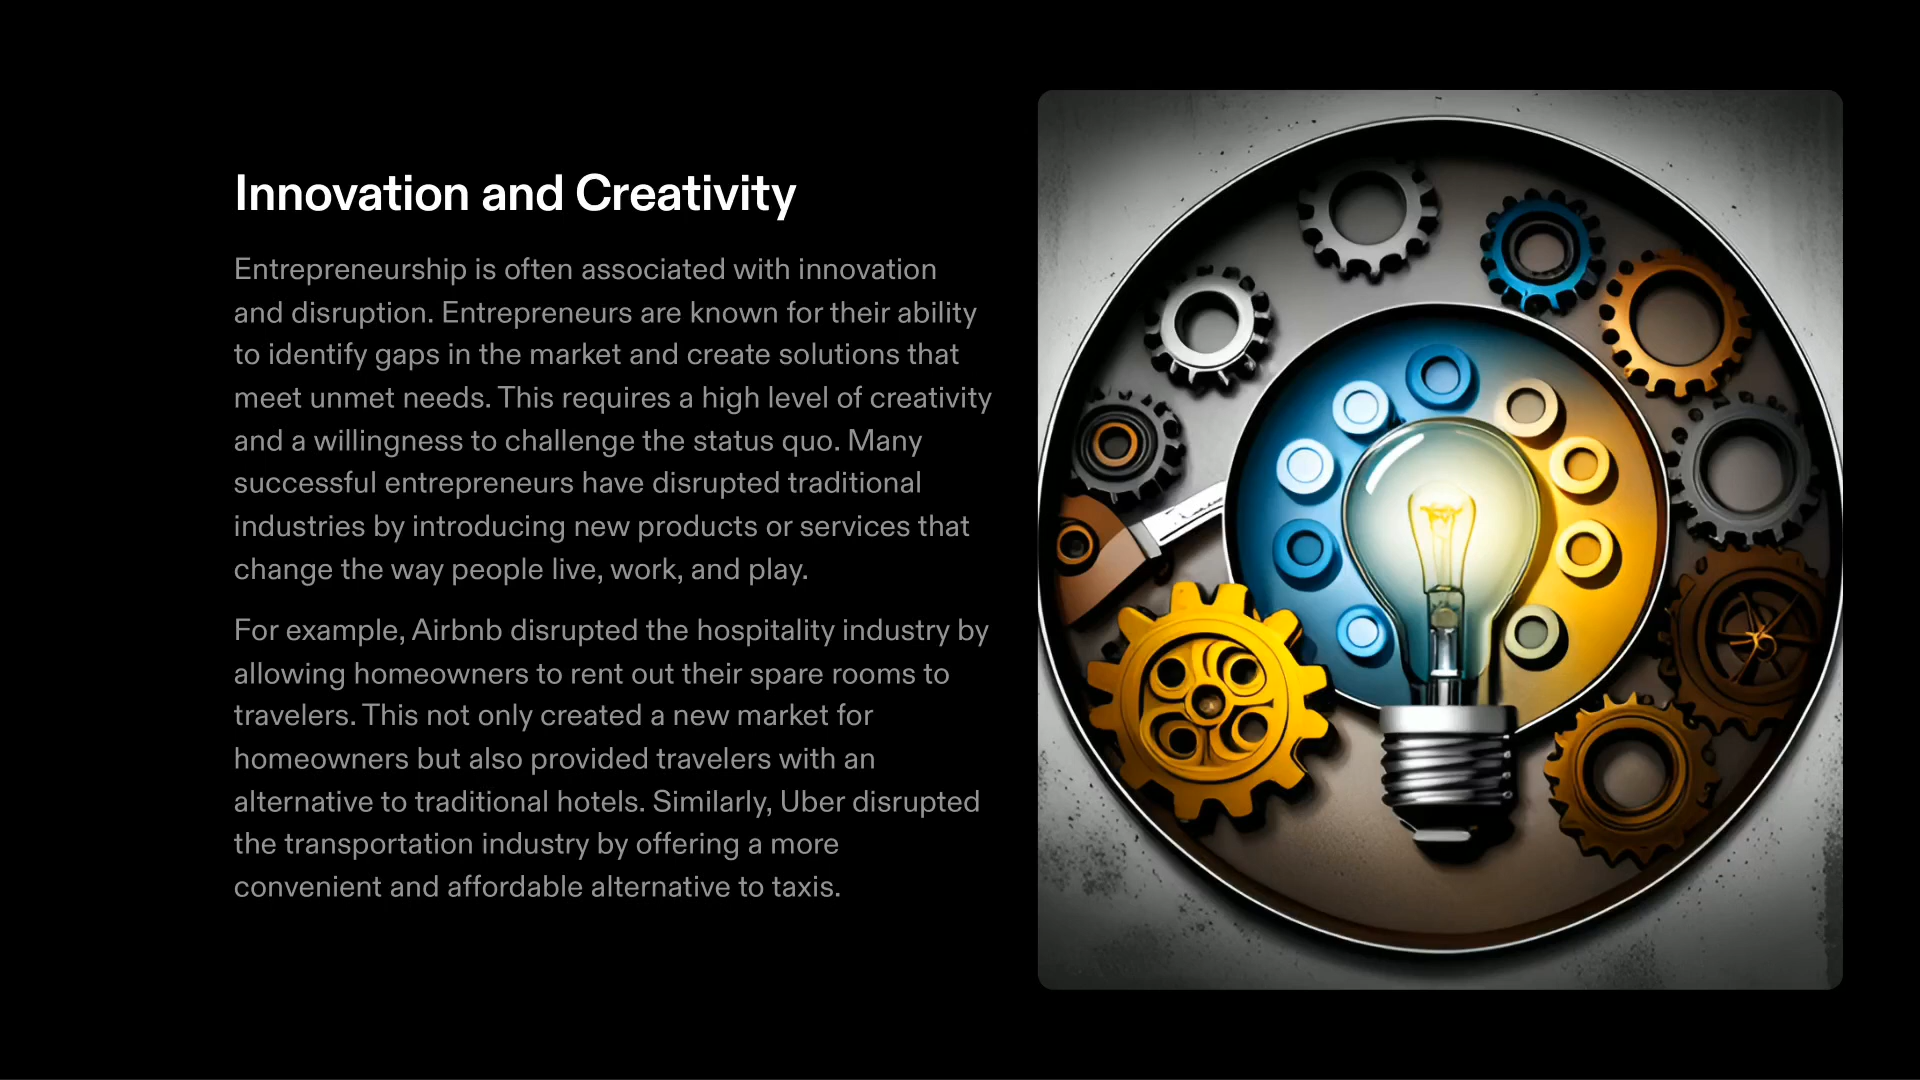 Innovation and Creativity
Entrepreneurship is often associated with innovation
and disruption. Entrepreneurs are known for their ability
to identify gaps in the market and create solutions that
meet unmet needs. This requires a high level of creativity
and a willingness to challenge the status quo. Many
successful entrepreneurs have disrupted traditional
industries by introducing new products or services that
change the way people live, work, and play.
For example, Airbnb disrupted the hospitality industry by
allowing homeowners to rent out their spare rooms to
travelers. This not only created a new market for
homeowners but also provided travelers with an
alternative to traditional hotels. Similarly, Uber disrupted
the transportation industry by offering a more
convenient and affordable alternative to taxis.